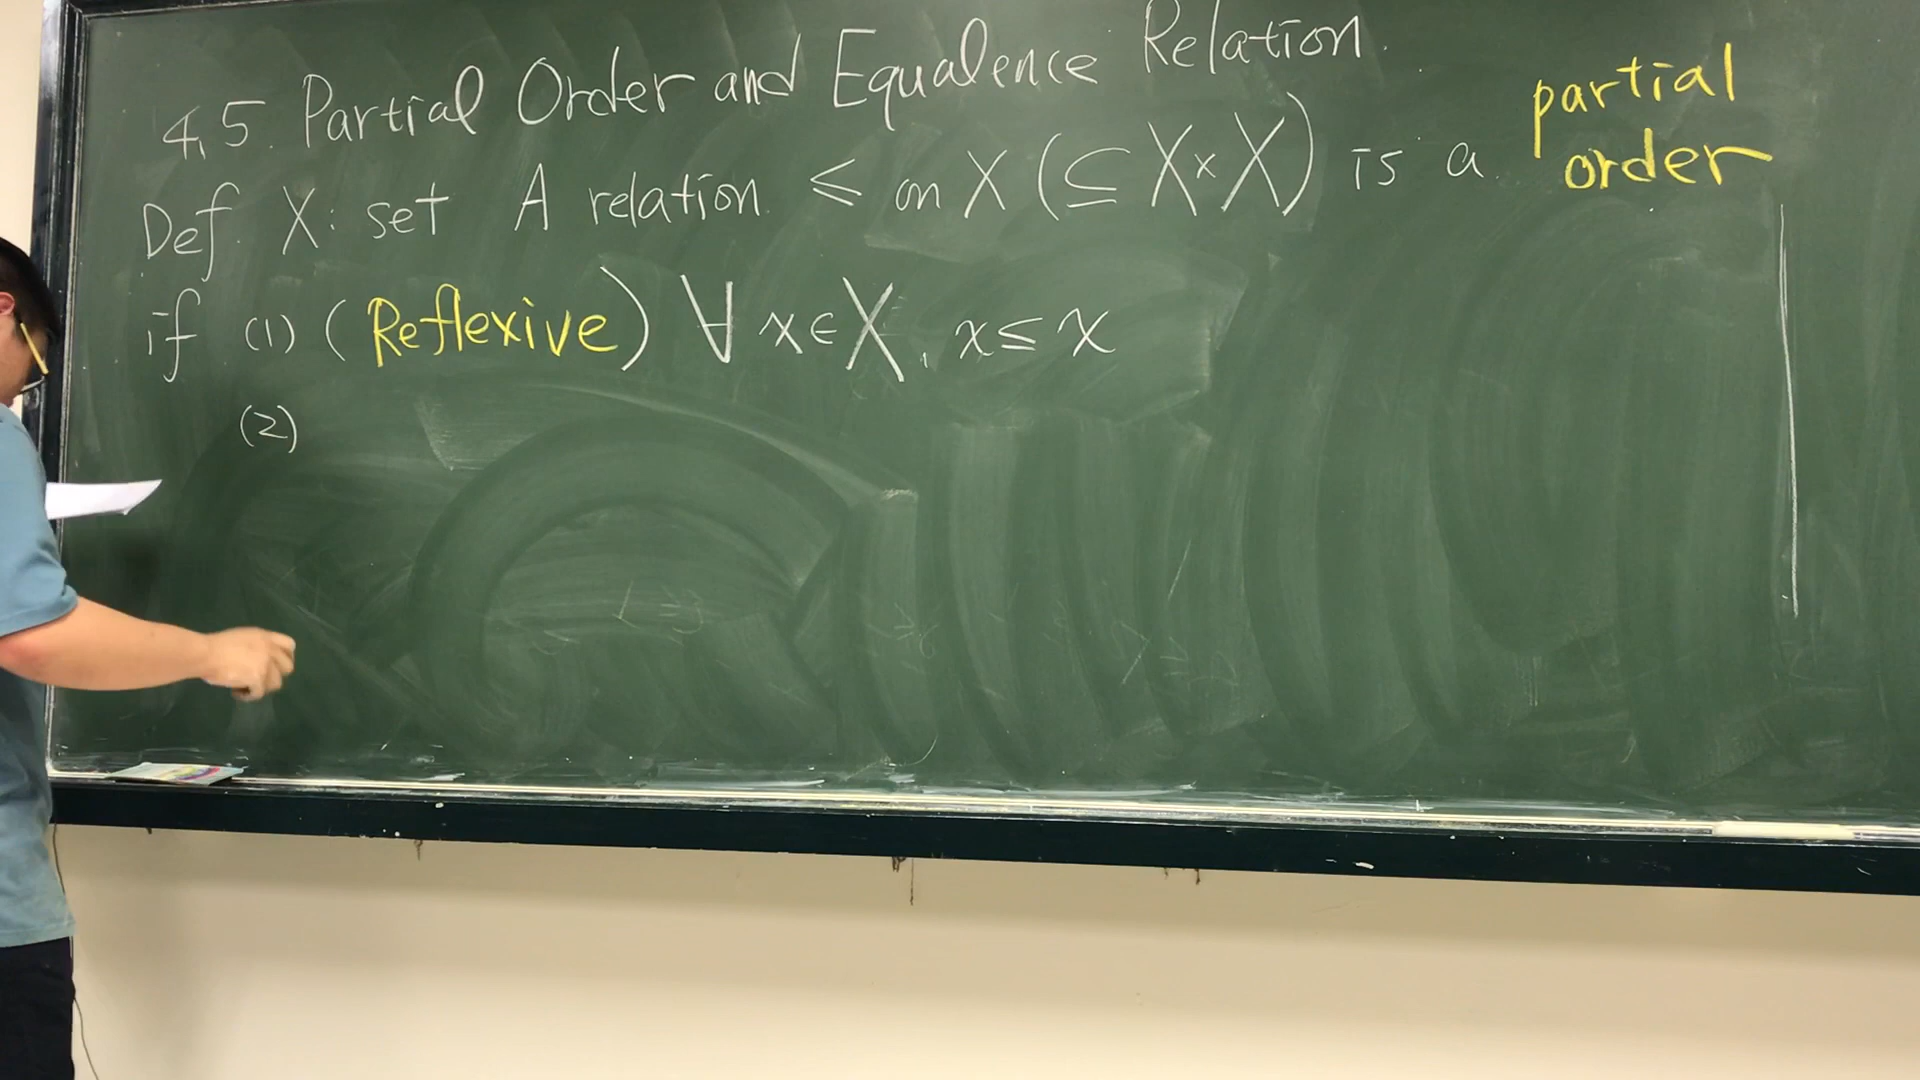 4.5. Partial Order and Equalence Relation.
Def. X: set A relation ≤ on X (⊆ X×X) is a partial order
if (1) (Reflexive) ∀ x∈X, x≤x
(2)